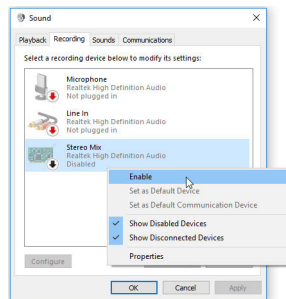 Sound
Playback Recording Sounds Communications
Select a recording device below to modify its settings:
Microphone
Realtek High Definition Audio
Not plugged in
Line In
Realtek High Definition Audio
Not plugged in
Stereo Mix
Realtek High Definition Audio
Disabled
Enable
Set as Default Device
Set as Default Communication Device
Show Disabled Devices
Show Disconnected Devices
Properties
Configure
OK Cancel Apply